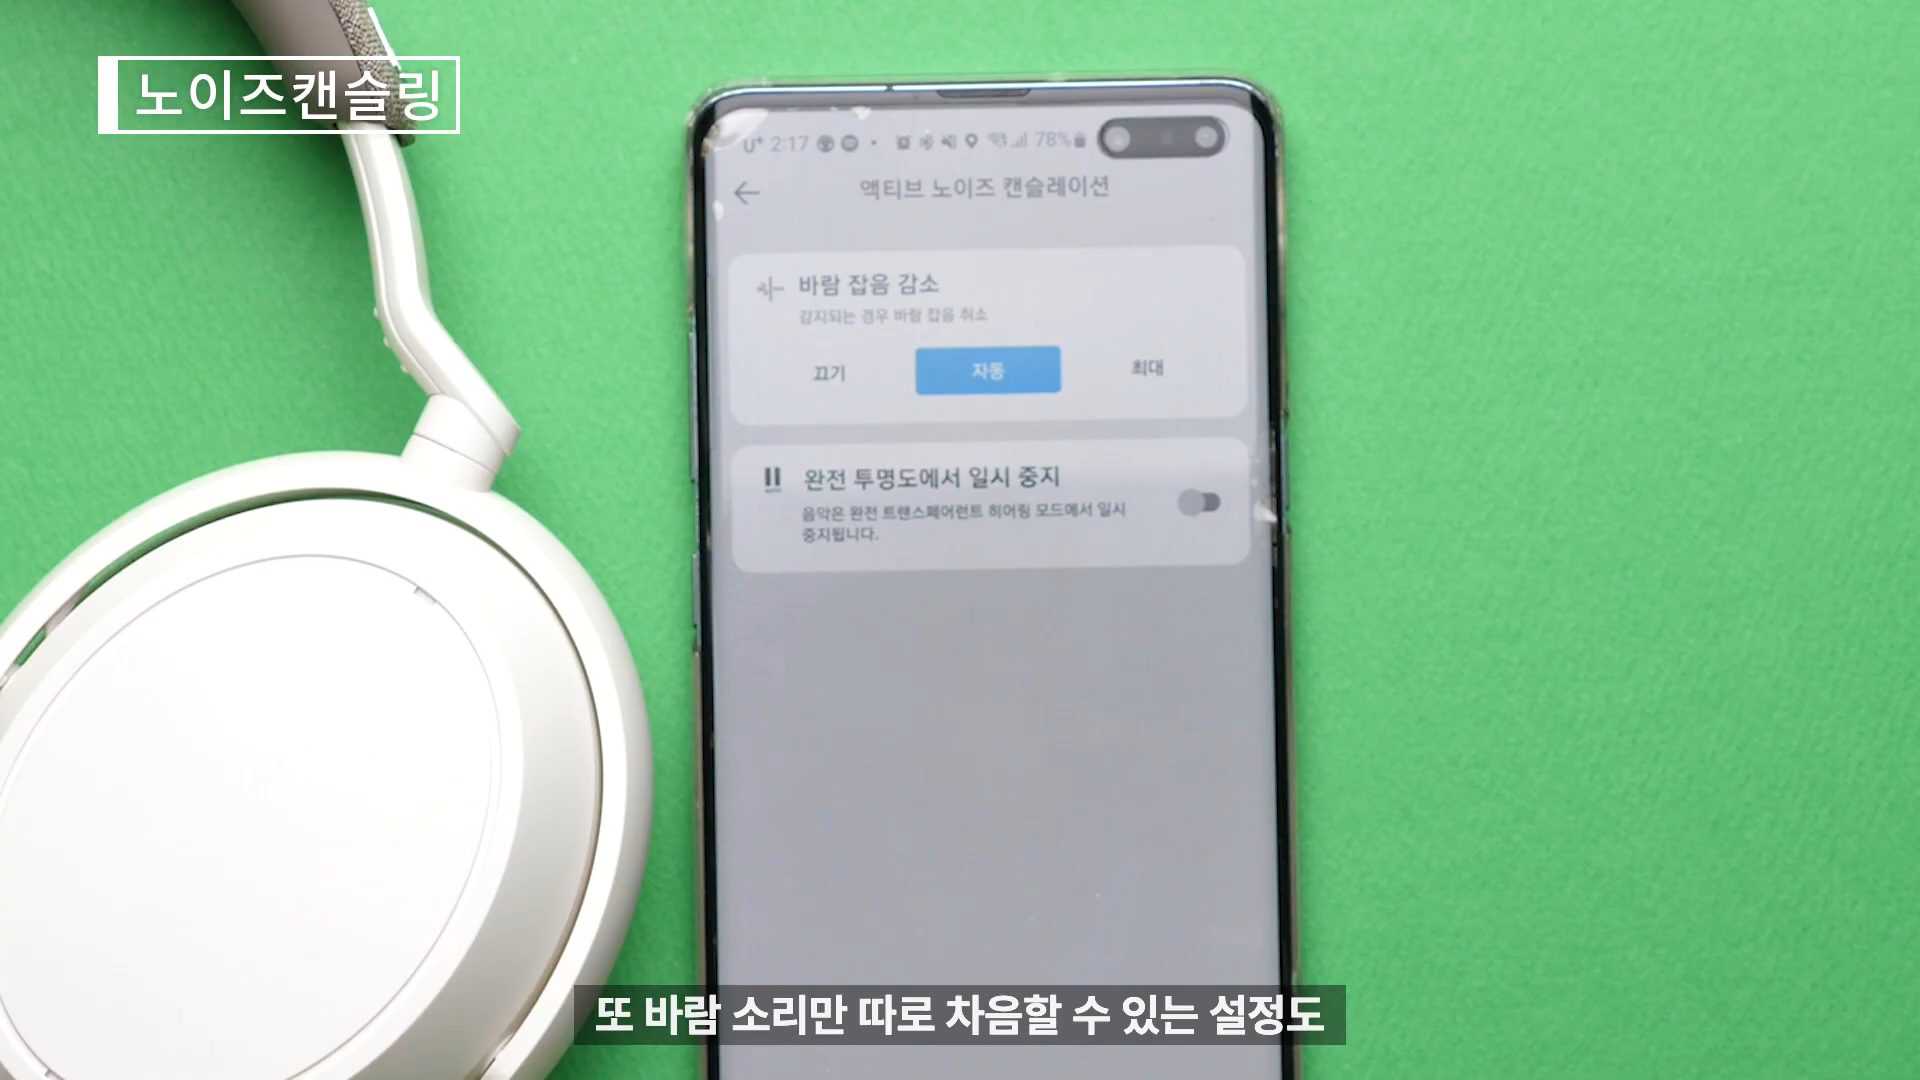 노이즈캔슬링
U+ 2:17 78%
액티브 노이즈 캔슬레이션
바람 잡음 감소
감지되는 경우 바람 잡음 취소
끄기 자동 최대
완전 투명도에서 일시 중지
음악은 완전 트랜스페어런트 히어링 모드에서 일시
중지됩니다.
또 바람 소리만 따로 차음할 수 있는 설정도